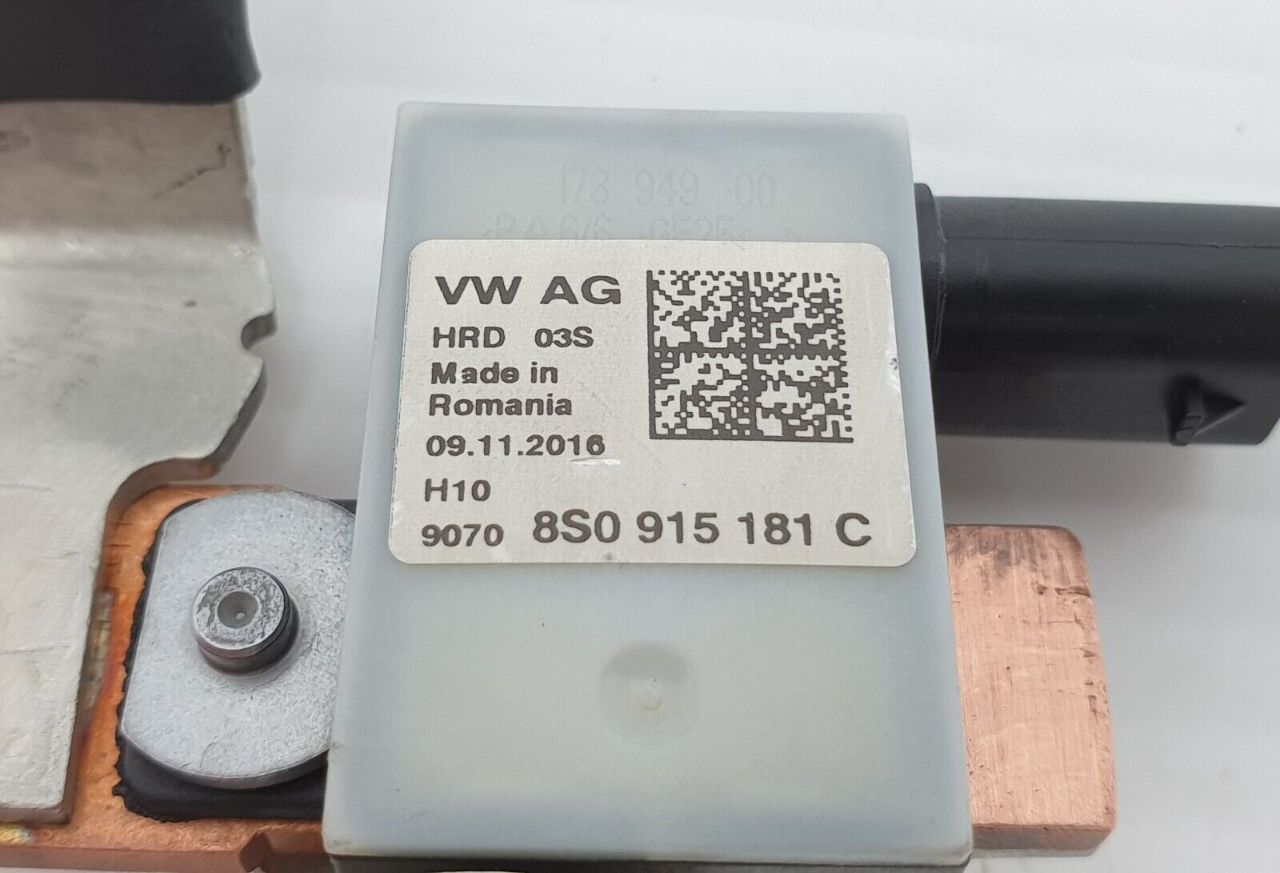 173 949-00
VW AG
HRD 03S
Made in
Romania
09.11.2016
H10
9070 8S0 915 181 C